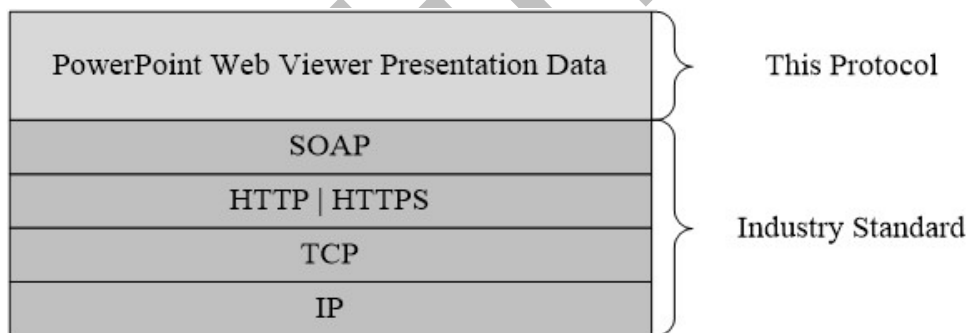 PowerPoint Web Viewer Presentation Data
This Protocol
SOAP
HTTP | HTTPS
Industry Standard
TCP
IP